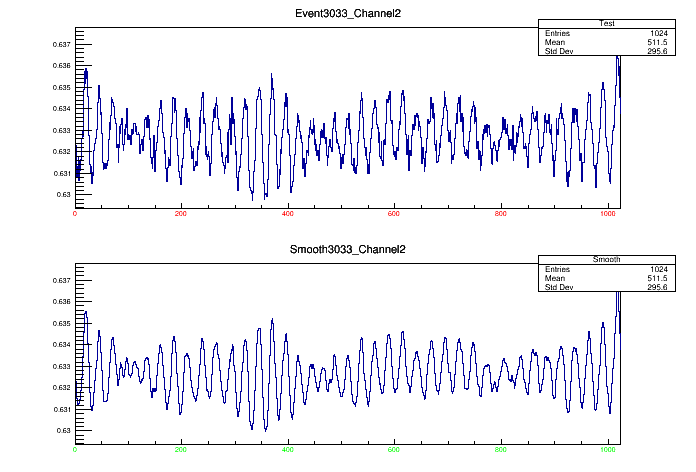 Event3033_Channel2
Test
Entries 1024
Mean 511.5
Std Dev 295.6
0.637
0.636
0.635
0.634
0.633
0.632
0.631
0.63
0 200 400 600 800 1000
Smooth3033_Channel2
Smooth
Entries 1024
Mean 511.5
Std Dev 295.6
0.637
0.636
0.635
0.634
0.633
0.632
0.631
0.63
0 200 400 600 800 1000